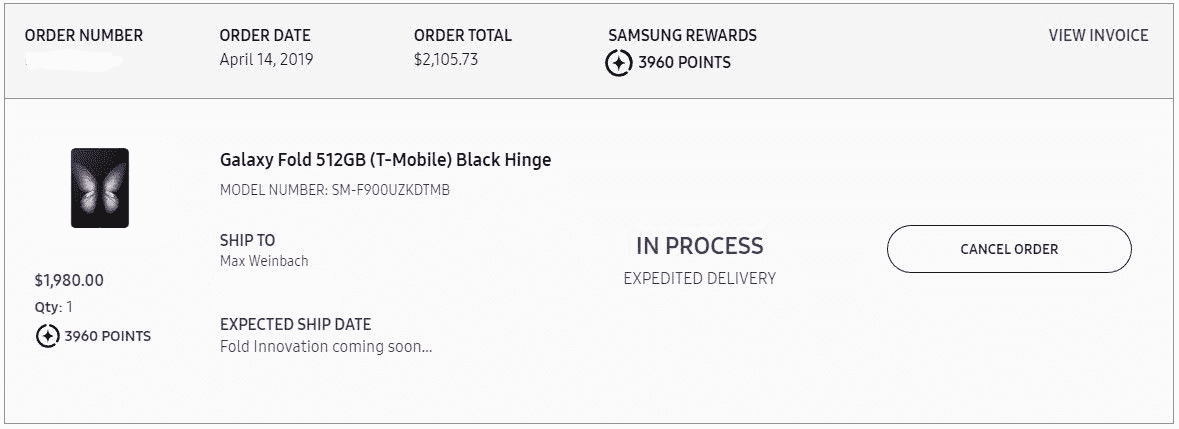 ORDER NUMBER
ORDER DATE
April 14, 2019
ORDER TOTAL
$2,105.73
SAMSUNG REWARDS
3960 POINTS
VIEW INVOICE
$1,980.00
Qty: 1
3960 POINTS
Galaxy Fold 512GB (T-Mobile) Black Hinge
MODEL NUMBER: SM-F900UZKDTMB
SHIP TO
Max Weinbach
EXPECTED SHIP DATE
Fold Innovation coming soon...
IN PROCESS
EXPEDITED DELIVERY
CANCEL ORDER